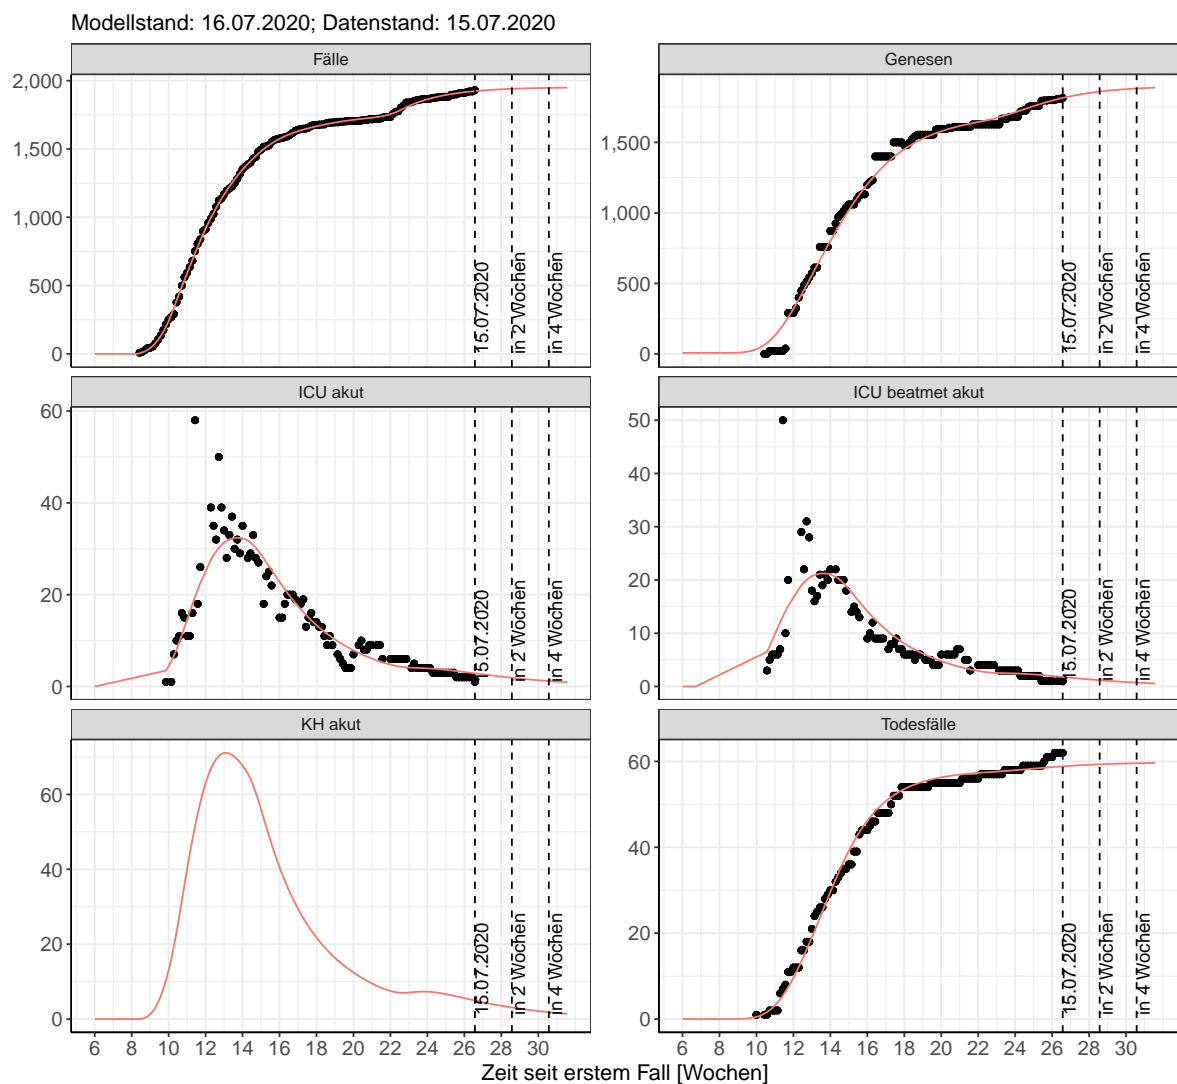 Modellstand: 16.07.2020; Datenstand: 15.07.2020
Fälle
2,000
1,500
1,000
500
0
15.07.2020
in 2 Wochen
in 4 Wochen
Genesen
1,500
1,000
500
0
15.07.2020
in 2 Wochen
in 4 Wochen
ICU akut
60
40
20
0
15.07.2020
in 2 Wochen
in 4 Wochen
ICU beatmet akut
50
40
30
20
10
0
15.07.2020
in 2 Wochen
in 4 Wochen
KH akut
60
40
20
0
15.07.2020
in 2 Wochen
in 4 Wochen
6 8 10 12 14 16 18 20 22 24 26 28 30
Todesfälle
60
40
20
0
15.07.2020
in 2 Wochen
in 4 Wochen
6 8 10 12 14 16 18 20 22 24 26 28 30
Zeit seit erstem Fall [Wochen]